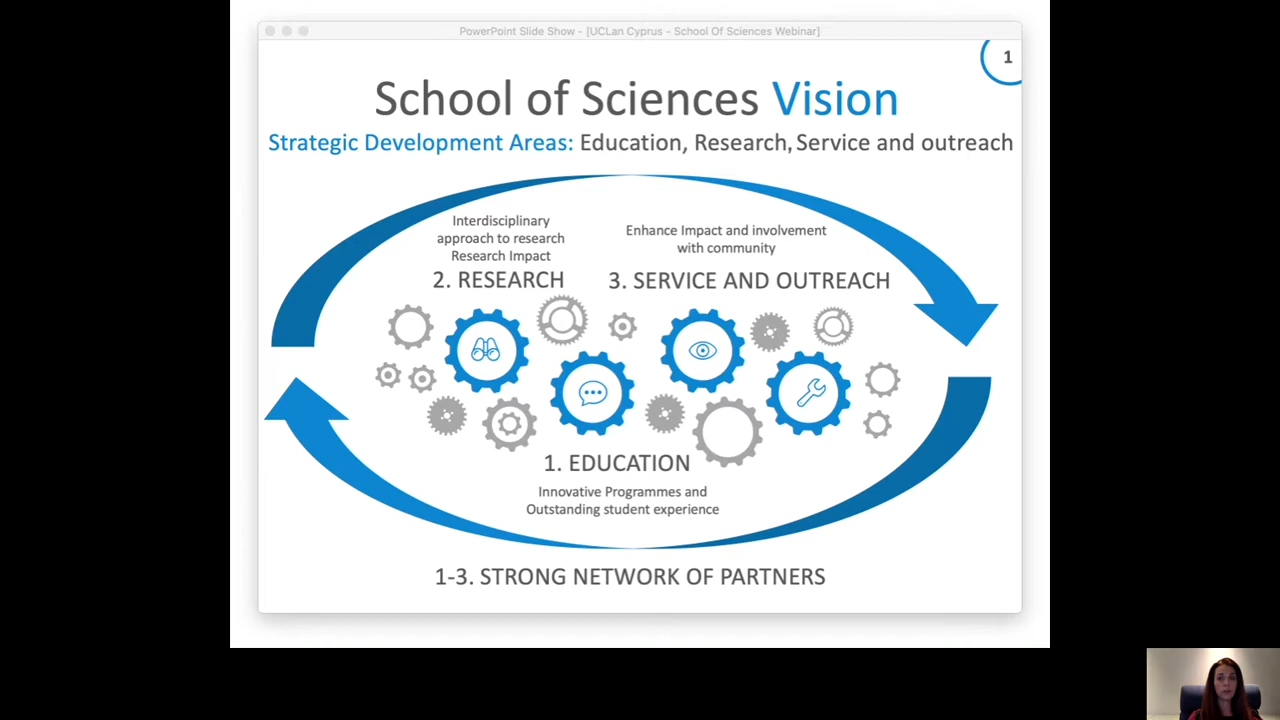 PowerPoint Slide Show - [UCLan Cyprus - School Of Sciences Webinar]
1
School of Sciences Vision
Strategic Development Areas: Education, Research, Service and outreach
Interdisciplinary
approach to research
Research Impact
2. RESEARCH
Enhance Impact and involvement
with community
3. SERVICE AND OUTREACH
1. EDUCATION
Innovative Programmes and
Outstanding student experience
1-3. STRONG NETWORK OF PARTNERS